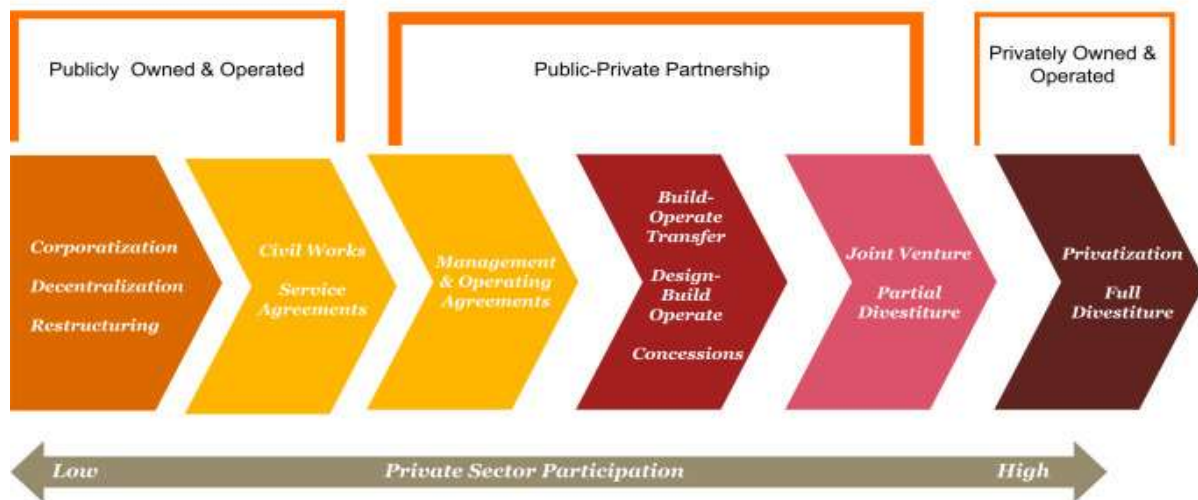 Publicly Owned & Operated
Public-Private Partnership
Privately Owned &
Operated
Corporatization
Decentralization
Restructuring
Civil Works
Service
Agreements
Management
& Operating
Agreements
Build-
Operate
Transfer
Design-
Build
Operate
Concessions
Joint Venture
Partial
Divestiture
Privatization
Full
Divestiture
Low
Private Sector Participation
High